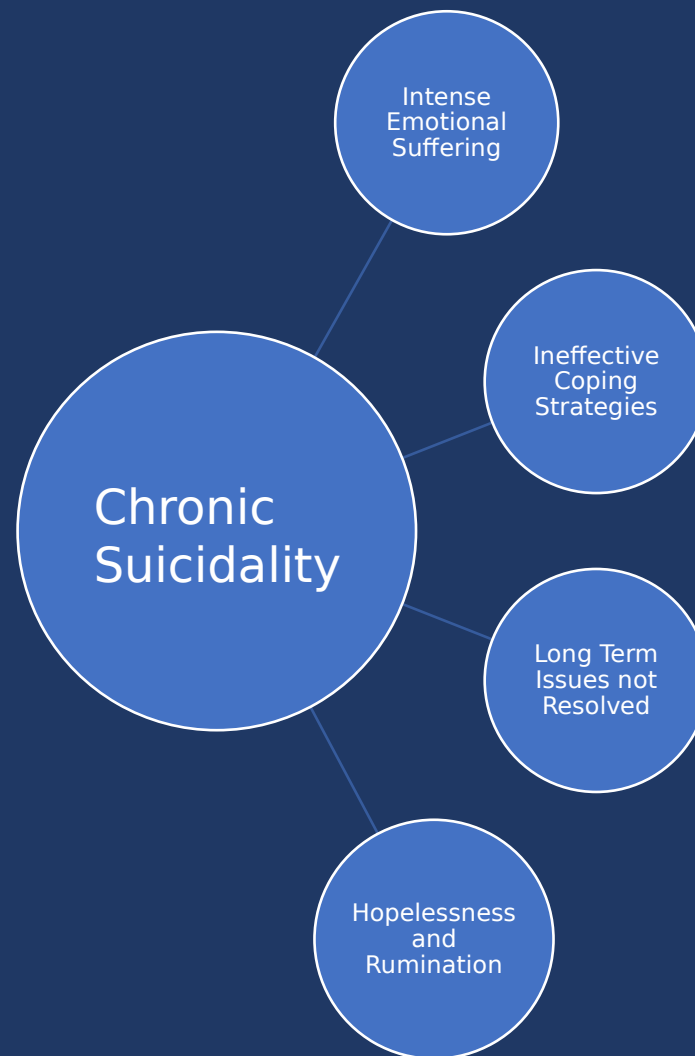 Intense
Emotional
Suffering
Ineffective
Coping
Strategies
Chronic
Suicidality
Long Term
Issues not
Resolved
Hopelessness
and
Rumination